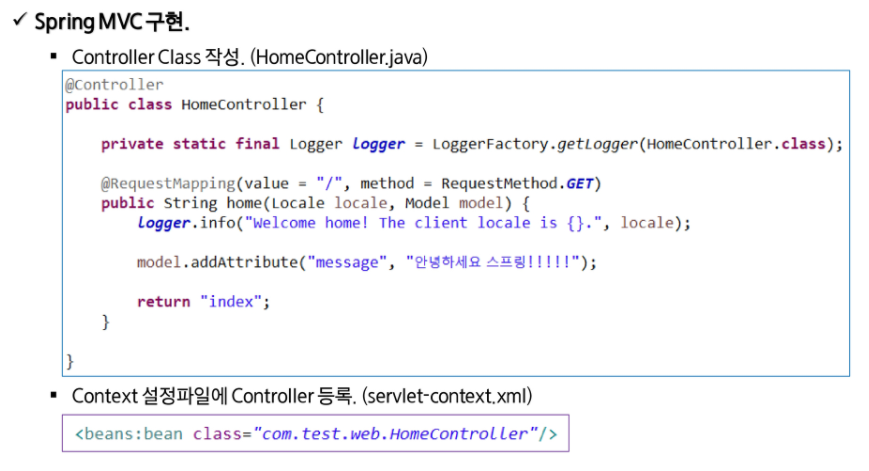 ✓ Spring MVC 구현.
▪ Controller Class 작성. (HomeController.java)
@Controller
public class HomeController {
private static final Logger logger = LoggerFactory.getLogger(HomeController.class);
@RequestMapping(value = "/", method = RequestMethod.GET)
public String home(Locale locale, Model model) {
logger.info("Welcome home! The client locale is {}.", locale);
model.addAttribute("message", "안녕하세요 스프링!!!!!");
return "index";
}
}
▪ Context 설정파일에 Controller 등록. (servlet-context.xml)
<beans:bean class="com.test.web.HomeController"/>